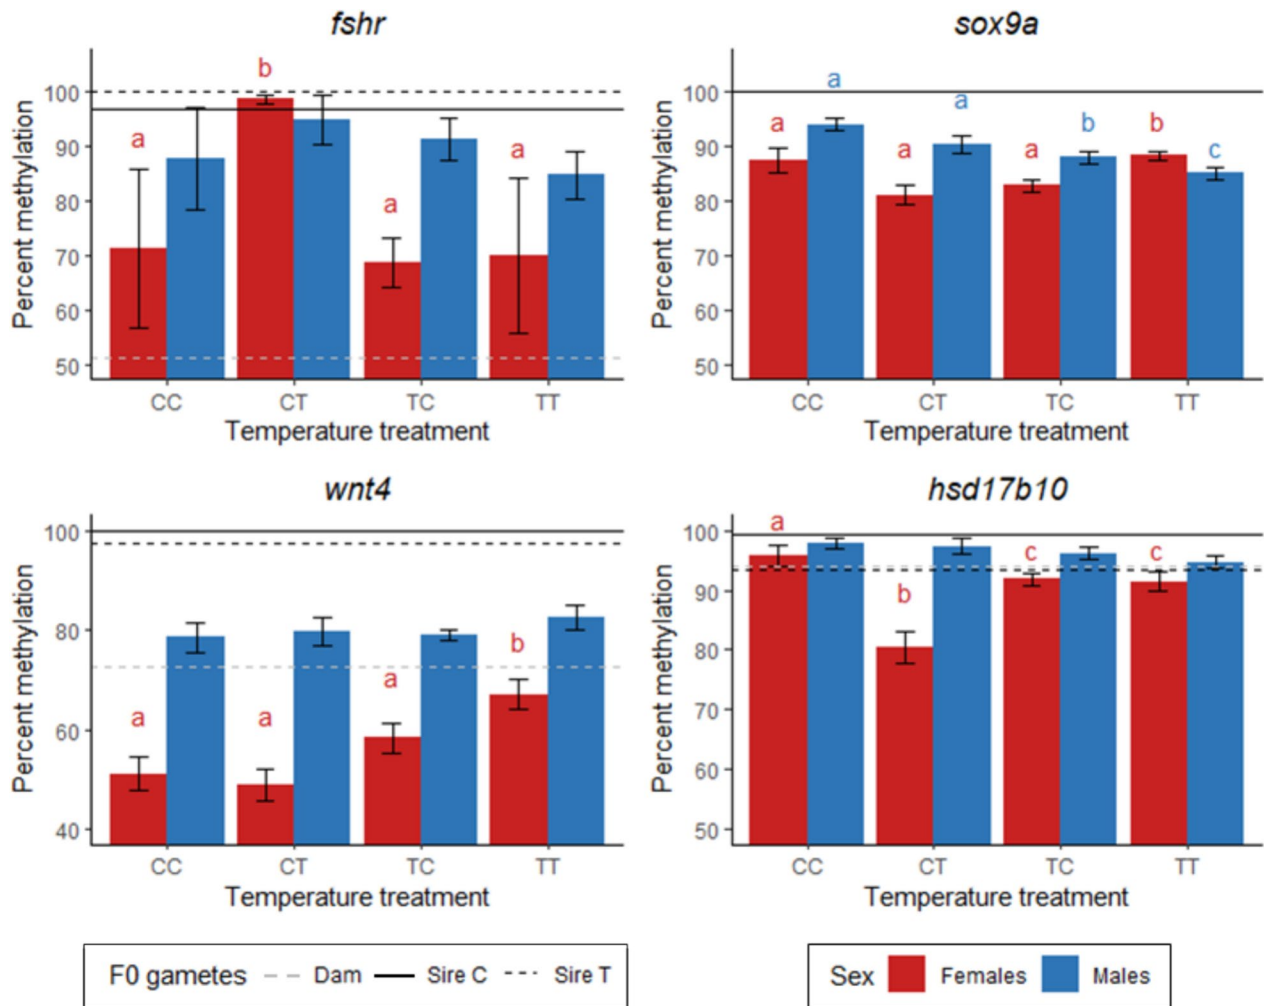 fshr
Percent methylation
100
90
80
70
60
50
a
b
a
a
CC
CT
TC
TT
Temperature treatment
sox9a
Percent methylation
100
90
80
70
60
50
a
a
a
a
a
b
b
c
CC
CT
TC
TT
Temperature treatment
wnt4
Percent methylation
100
80
60
40
a
a
a
b
CC
CT
TC
TT
Temperature treatment
hsd17b10
Percent methylation
100
90
80
70
60
50
a
b
c
c
CC
CT
TC
TT
Temperature treatment
F0 gametes Dam Sire C Sire T
Sex Females Males